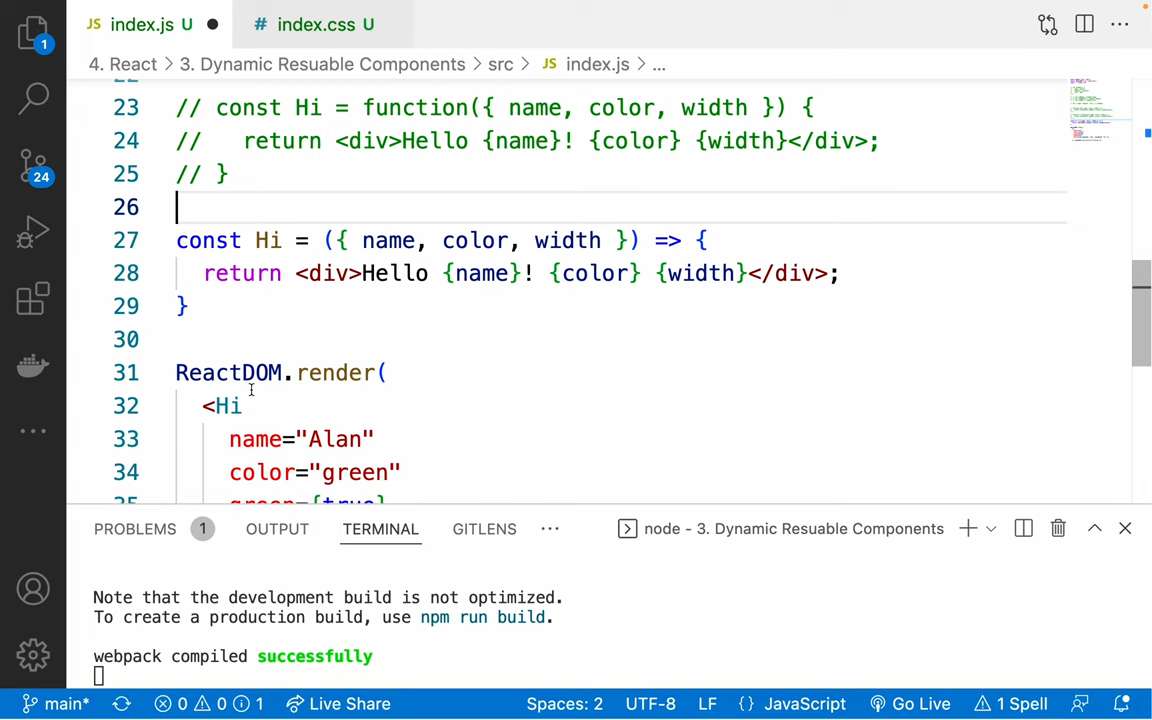 JS index.js U ● # index.css U
4. React > 3. Dynamic Resuable Components > src > JS index.js > ...
1
24
23 // const Hi = function({ name, color, width }) {
24 //   return <div>Hello {name}! {color} {width}</div>;
25 // }
26
27 const Hi = ({ name, color, width }) => {
28   return <div>Hello {name}! {color} {width}</div>;
29 }
30
31 ReactDOM.render(
32   <Hi
33     name="Alan"
34     color="green"
35     green={true}
PROBLEMS 1 OUTPUT TERMINAL GITLENS ... node - 3. Dynamic Resuable Components
Note that the development build is not optimized.
To create a production build, use npm run build.
webpack compiled successfully
main* 0 0 1 Live Share Spaces: 2 UTF-8 LF {} JavaScript Go Live 1 Spell